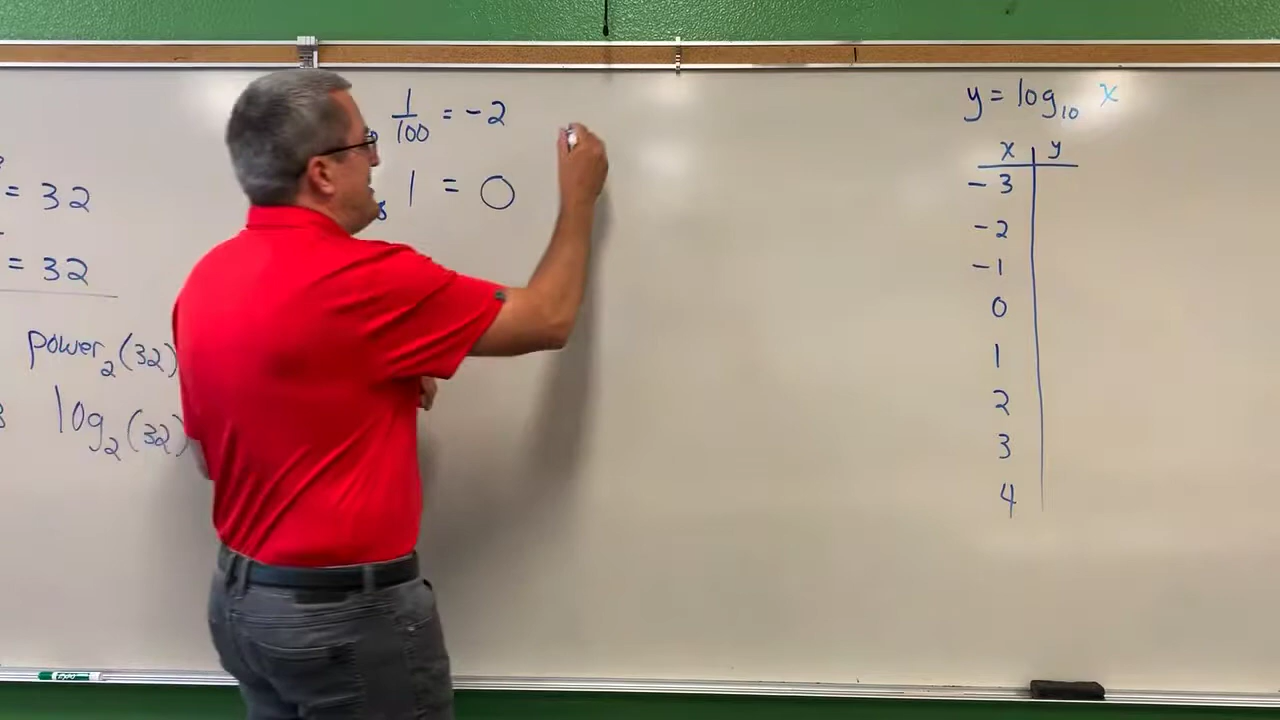 = 32
= 32
power₂(32)
log₂(32)
1/100 = -2
1 = 0
y = log₁₀ x
x y
-3
-2
-1
0
1
2
3
4
EXPO